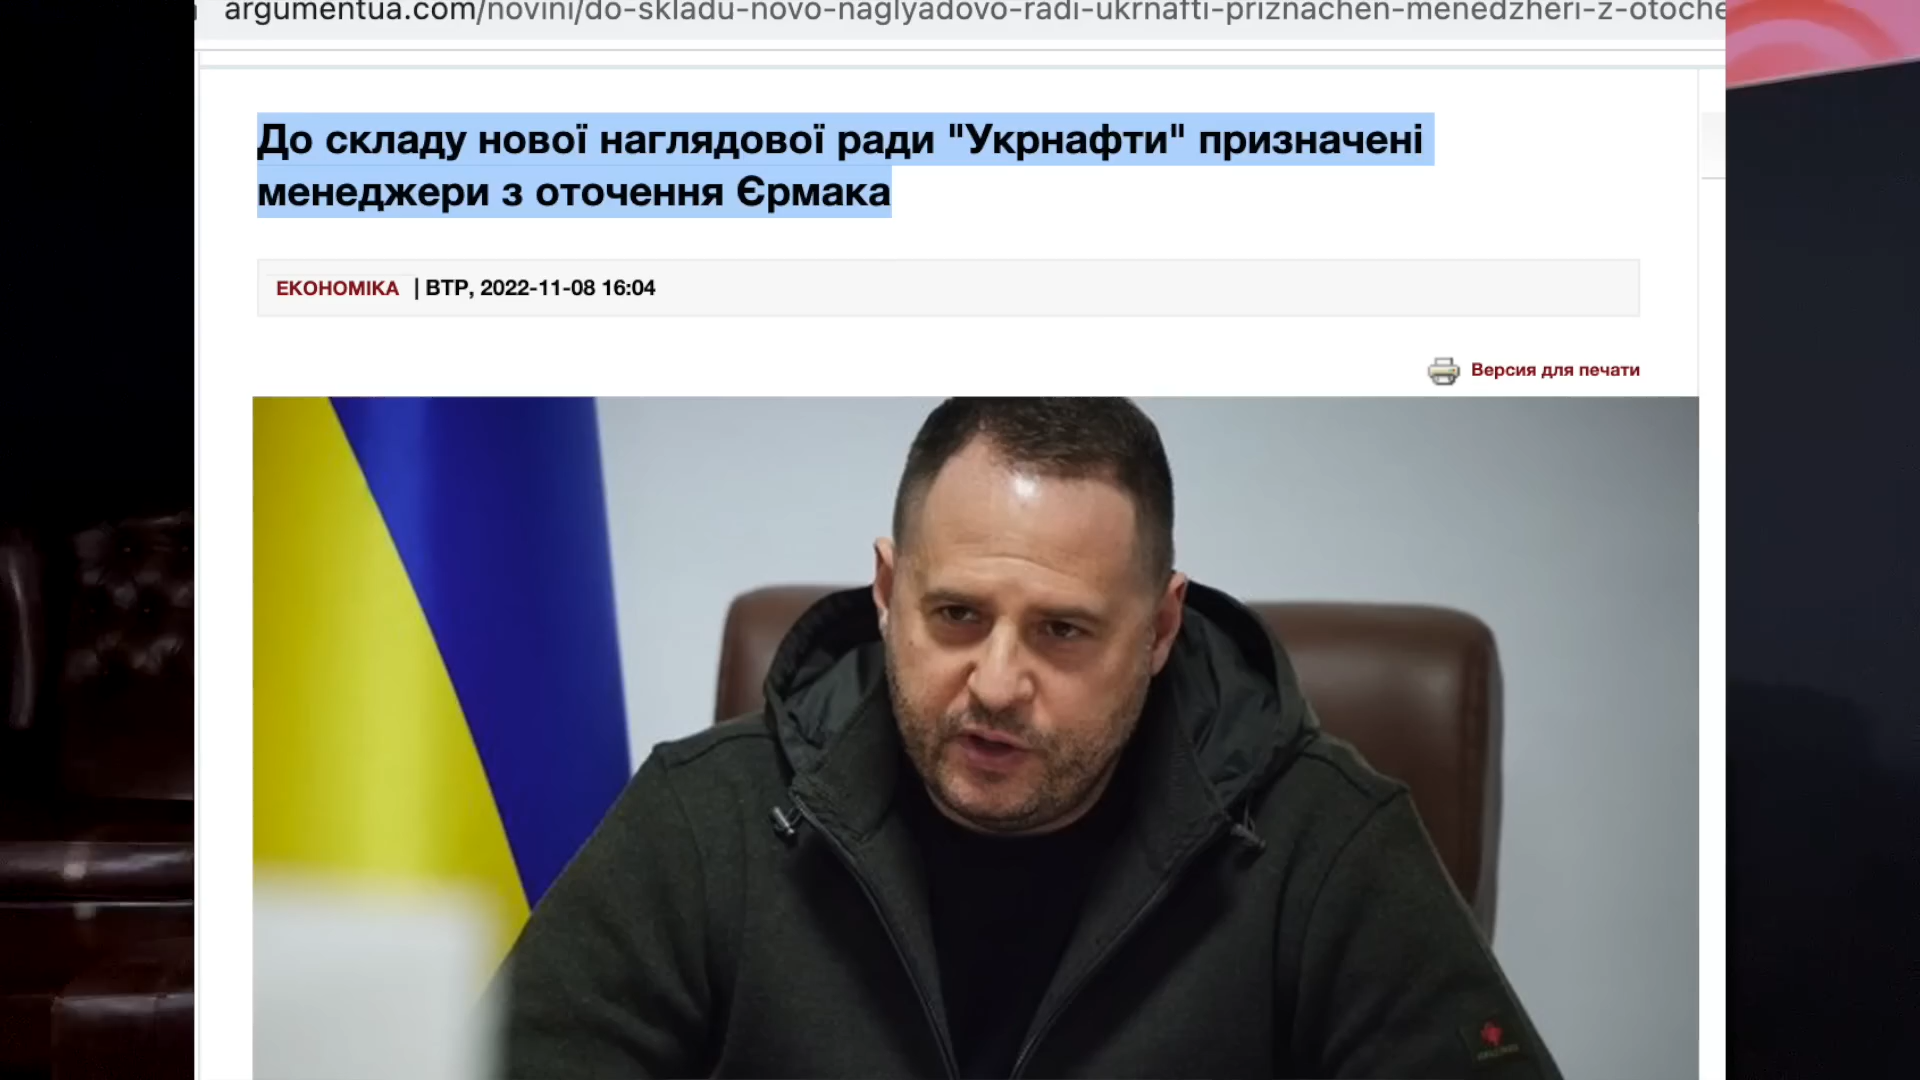 argumentua.com/novini/do-skladu-novo-naglyadovo-radi-ukrnafti-priznachen-menedzheri-z-otoche
До складу нової наглядової ради "Укрнафти" призначені
менеджери з оточення Єрмака
ЕКОНОМІКА | ВТР, 2022-11-08 16:04
Версия для печати